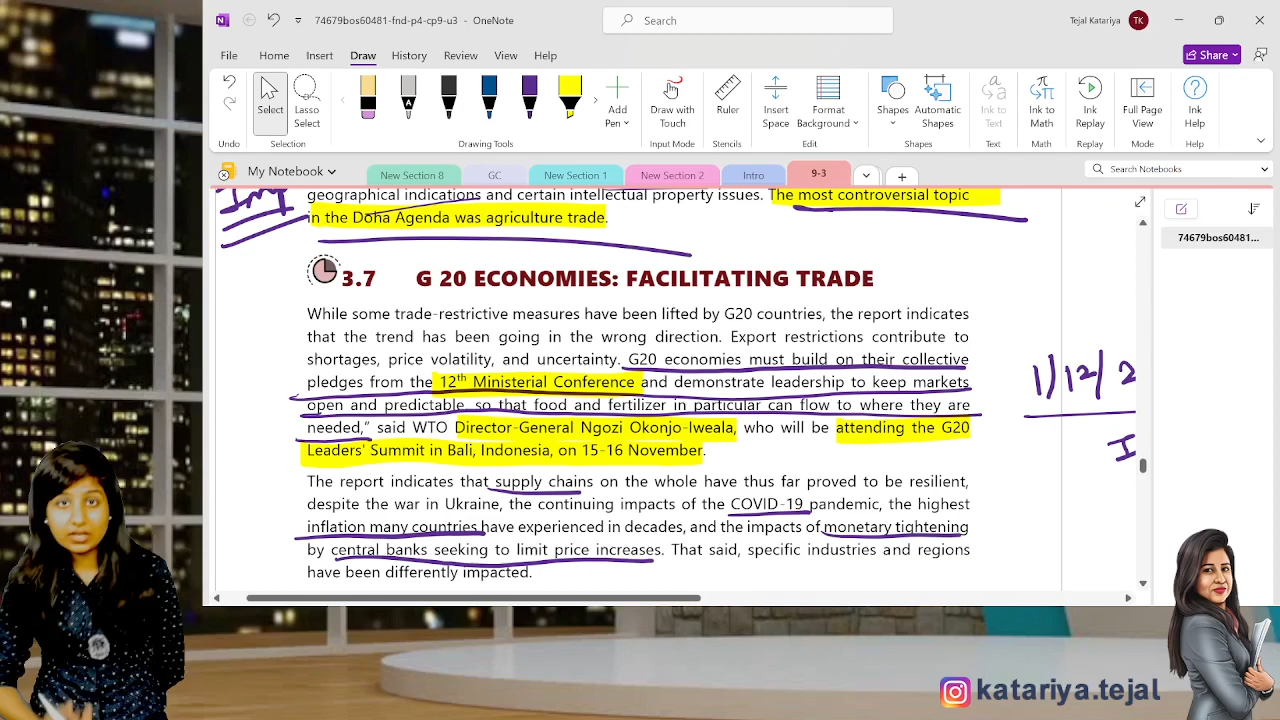 74679bos60481-fnd-p4-cp9-u3 - OneNote
Search
Tejal Katariya
TK
File Home Insert Draw History Review View Help
Share
Select
Lasso Select
Add Pen
Draw with Touch
Ruler
Insert Space
Format Background
Shapes
Automatic Shapes
Ink to Text
Ink to Math
Ink Replay
Full Page View
Ink Help
Undo
Selection
Drawing Tools
Input Mode
Stencils
Edit
Math
Replay
Mode
Help
My Notebook
New Section 8
GC
New Section 1
New Section 2
Intro
9-3
Search Notebooks
74679bos60481...
Imp
geographical indications and certain intellectual property issues. The most controversial topic
in the Doha Agenda was agriculture trade.
3.7 G 20 ECONOMIES: FACILITATING TRADE
While some trade-restrictive measures have been lifted by G20 countries, the report indicates
that the trend has been going in the wrong direction. Export restrictions contribute to
shortages, price volatility, and uncertainty. G20 economies must build on their collective
pledges from the 12th Ministerial Conference and demonstrate leadership to keep markets
open and predictable, so that food and fertilizer in particular can flow to where they are
needed,” said WTO Director-General Ngozi Okonjo-Iweala, who will be attending the G20
Leaders’ Summit in Bali, Indonesia, on 15-16 November.
The report indicates that supply chains on the whole have thus far proved to be resilient,
despite the war in Ukraine, the continuing impacts of the COVID-19 pandemic, the highest
inflation many countries have experienced in decades, and the impacts of monetary tightening
by central banks seeking to limit price increases. That said, specific industries and regions
have been differently impacted.
1/12/2
I
katariya.tejal